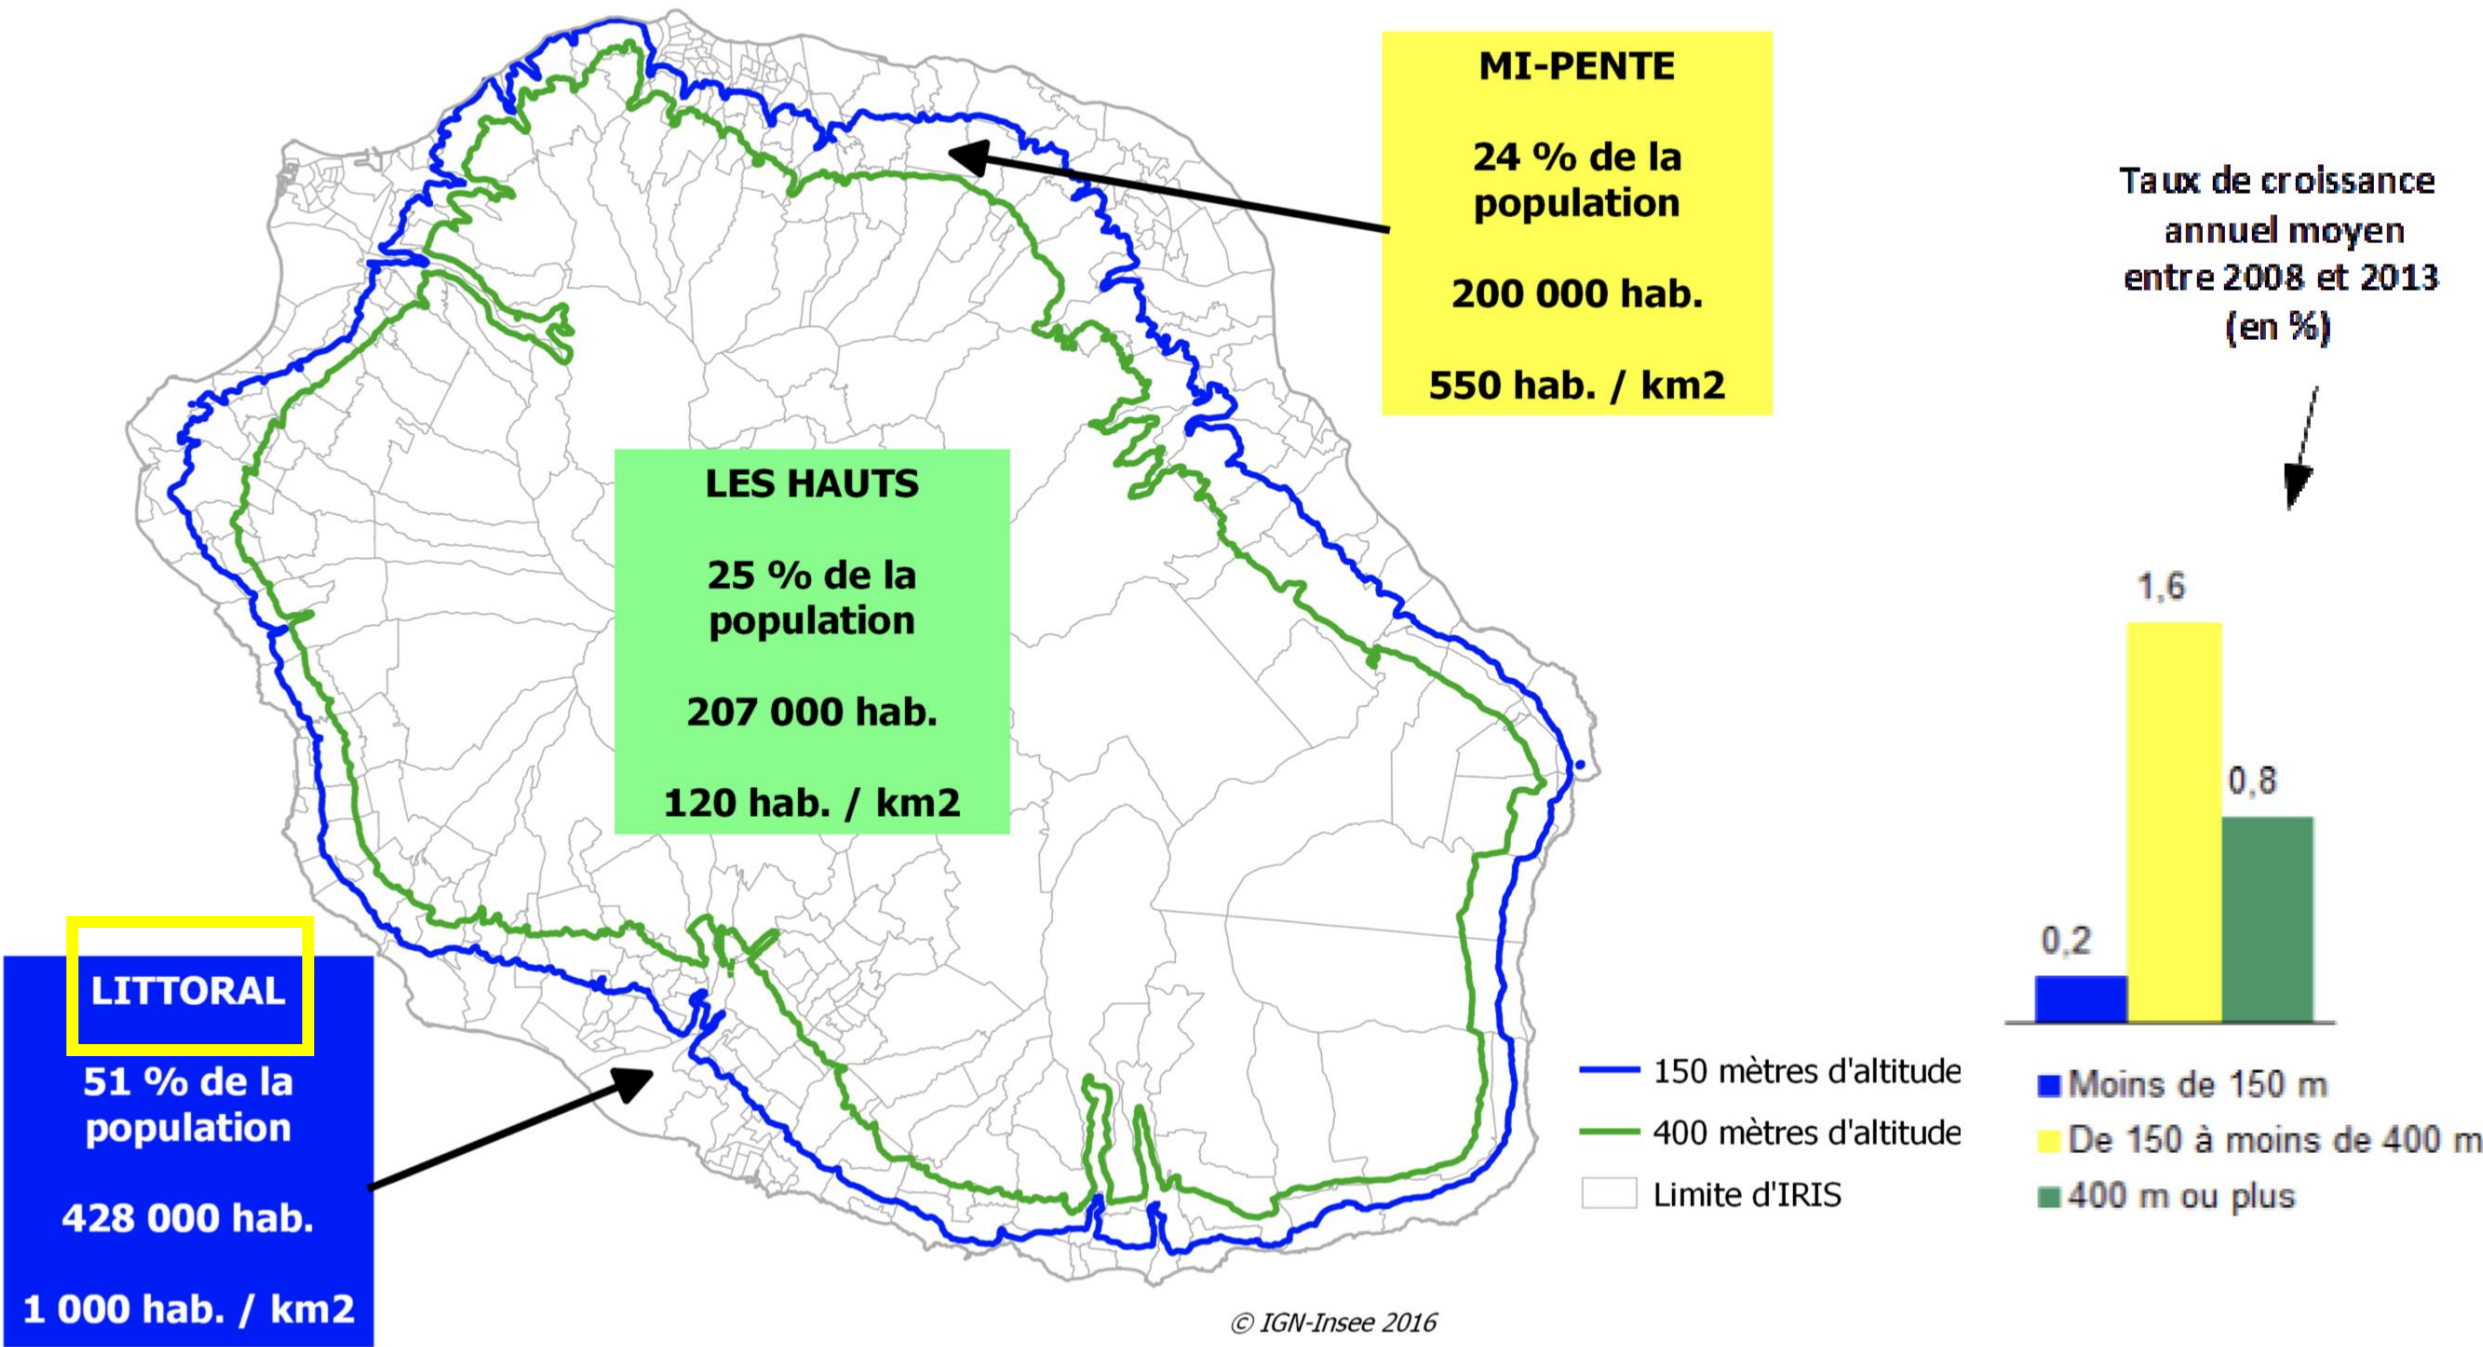 MI-PENTE
24 % de la
population
200 000 hab.
550 hab. / km2
LES HAUTS
25 % de la
population
207 000 hab.
120 hab. / km2
LITTORAL
51 % de la
population
428 000 hab.
1 000 hab. / km2
150 mètres d'altitude
400 mètres d'altitude
Limite d'IRIS
© IGN-Insee 2016
Taux de croissance
annuel moyen
entre 2008 et 2013
(en %)
1,6
0,8
0,2
Moins de 150 m
De 150 à moins de 400 m
400 m ou plus